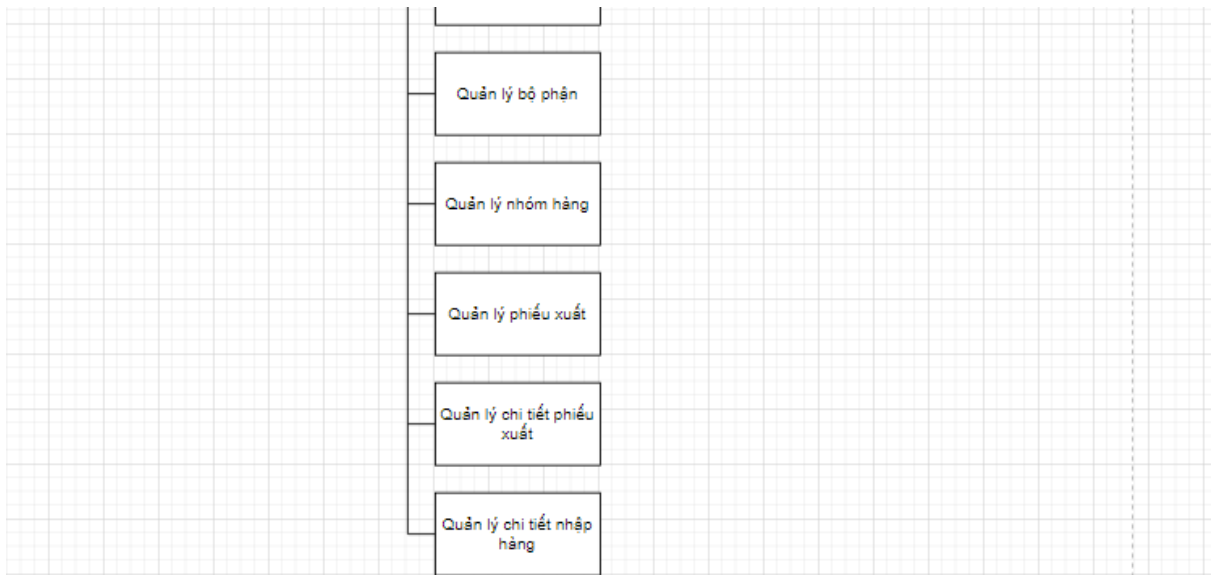 Quản lý bộ phận
Quản lý nhóm hàng
Quản lý phiếu xuất
Quản lý chi tiết phiếu
xuất
Quản lý chi tiết nhập
hàng